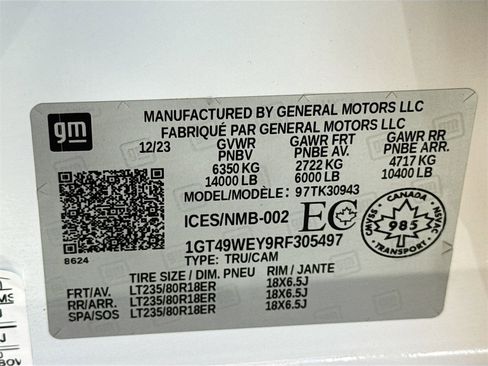 MANUFACTURED BY GENERAL MOTORS LLC
FABRIQUÉ PAR GENERAL MOTORS LLC
gm
12/23 GVWR GAWR FRT GAWR RR
PNBV PNBE AV. PNBE ARR.
6350 KG 2722 KG 4717 KG
14000 LB 6000 LB 10400 LB
MODEL/MODÈLE: 97TK30943
ICES/NMB-002 EC
CANADA
CMVSS 985 NSVAC
1GT49WEY9RF305497
8624
TYPE: TRU/CAM
TIRE SIZE / DIM. PNEU RIM / JANTE
FRT/AV. LT235/80R18ER 18X6.5J
RR/ARR. LT235/80R18ER 18X6.5J
SPA/SOS LT235/80R18ER 18X6.5J